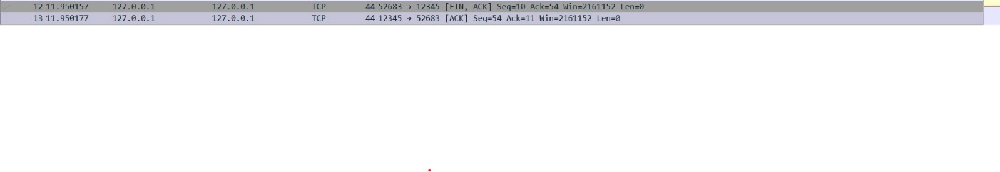 12 11.950157 127.0.0.1 127.0.0.1 TCP 44 52683 → 12345 [FIN, ACK] Seq=10 Ack=54 Win=2161152 Len=0
13 11.950177 127.0.0.1 127.0.0.1 TCP 44 12345 → 52683 [ACK] Seq=54 Ack=11 Win=2161152 Len=0